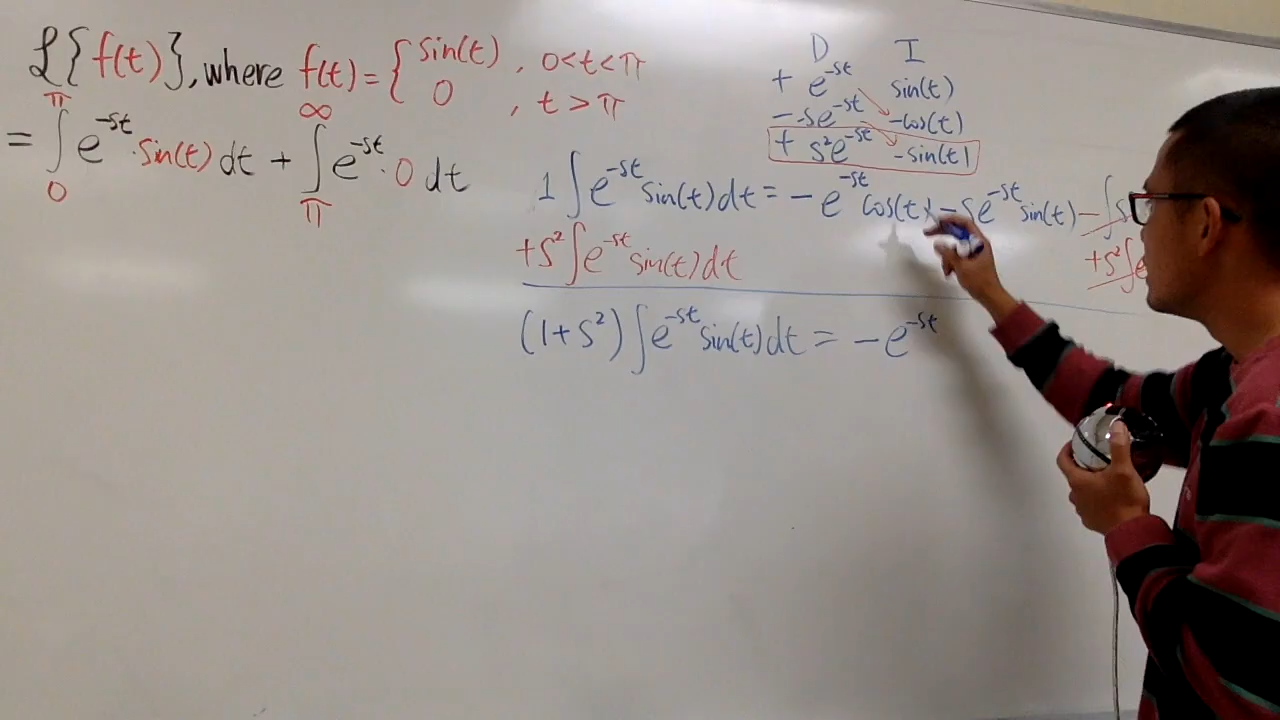 ℒ{f(t)}, where f(t) = { sin(t) , 0<t<π
0 , t > π
= ∫₀^π e^{-st}·sin(t) dt + ∫_π^∞ e^{-st}·0 dt
D I
+ e^{-st} sin(t)
- se^{-st} -cos(t)
+ s²e^{-st} -sin(t)
1 ∫ e^{-st} sin(t) dt = - e^{-st} cos(t) - se^{-st} sin(t) - ∫ s
+s² ∫ e^{-st} sin(t) dt +s² ∫ e
(1+s²) ∫ e^{-st} sin(t) dt = - e^{-st}